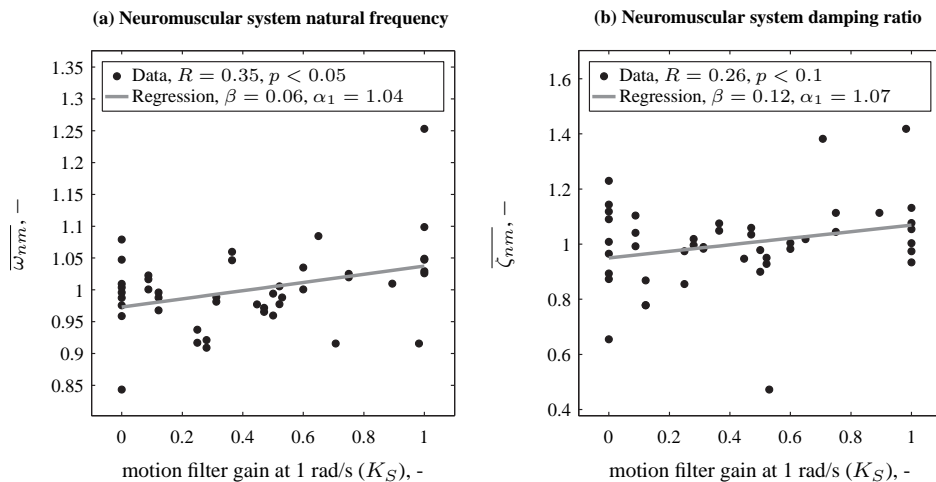 (a) Neuromuscular system natural frequency
Data, R = 0.35, p < 0.05
Regression, β = 0.06, α₁ = 1.04
1.35
1.3
1.25
1.2
1.15
1.1
1.05
1
0.95
0.9
0.85
ω̅n̅m̅, −
0 0.2 0.4 0.6 0.8 1
motion filter gain at 1 rad/s (K_S), -
(b) Neuromuscular system damping ratio
Data, R = 0.26, p < 0.1
Regression, β = 0.12, α₁ = 1.07
1.6
1.4
1.2
1
0.8
0.6
0.4
ζ̅n̅m̅, −
0 0.2 0.4 0.6 0.8 1
motion filter gain at 1 rad/s (K_S), -